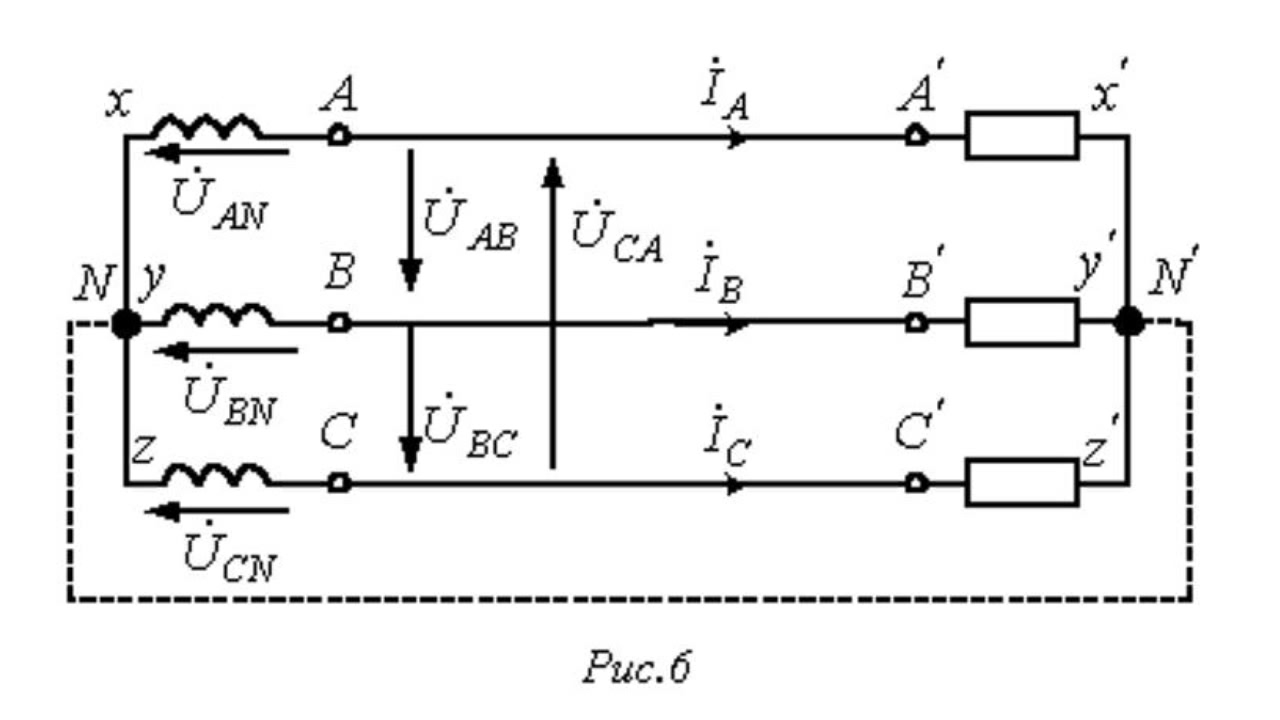 x A İ_A A' x'
U̇_AN U̇_AB U̇_CA
N y B İ_B B' y' N'
U̇_BN U̇_BC
z C İ_C C' z'
U̇_CN
Рис.6